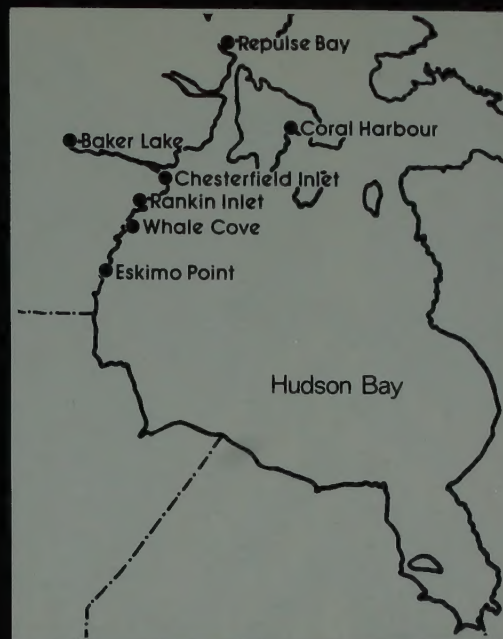 Repulse Bay
Coral Harbour
Baker Lake
Chesterfield Inlet
Rankin Inlet
Whale Cove
Eskimo Point
Hudson Bay